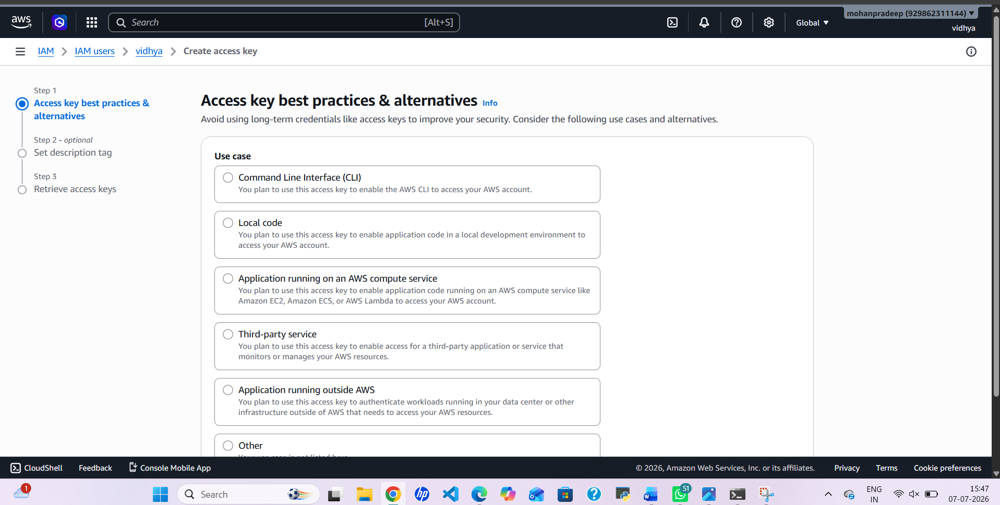 aws
Search
[Alt+S]
Global
mohanpradeep (929862311144)
vidhya
IAM
IAM users
vidhya
Create access key
Step 1
Access key best practices &
alternatives
Step 2 - optional
Set description tag
Step 3
Retrieve access keys
Access key best practices & alternatives Info
Avoid using long-term credentials like access keys to improve your security. Consider the following use cases and alternatives.
Use case
Command Line Interface (CLI)
You plan to use this access key to enable the AWS CLI to access your AWS account.
Local code
You plan to use this access key to enable application code in a local development environment to
access your AWS account.
Application running on an AWS compute service
You plan to use this access key to enable application code running on an AWS compute service like
Amazon EC2, Amazon ECS, or AWS Lambda to access your AWS account.
Third-party service
You plan to use this access key to enable access for a third-party application or service that
monitors or manages your AWS resources.
Application running outside AWS
You plan to use this access key to authenticate workloads running in your data center or other
infrastructure outside of AWS that needs to access your AWS resources.
Other
Your use case is not listed here.
CloudShell
Feedback
Console Mobile App
© 2026, Amazon Web Services, Inc. or its affiliates.
Privacy
Terms
Cookie preferences
1
Search
hp
51
ENG
IN
15:47
07-07-2026